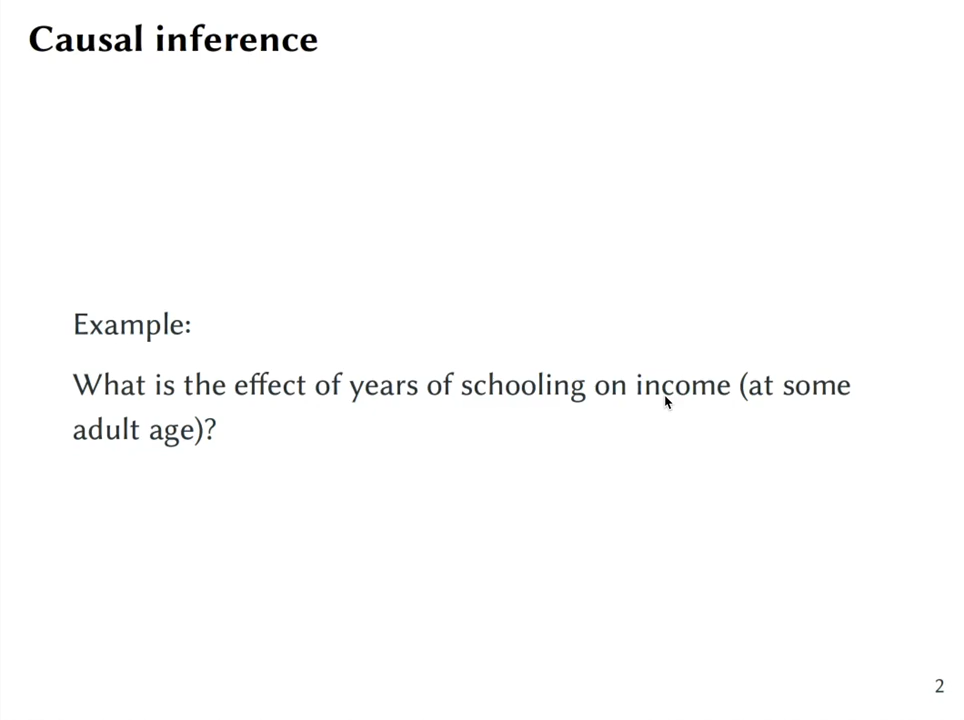 Causal inference
Example:
What is the effect of years of schooling on income (at some
adult age)?
2